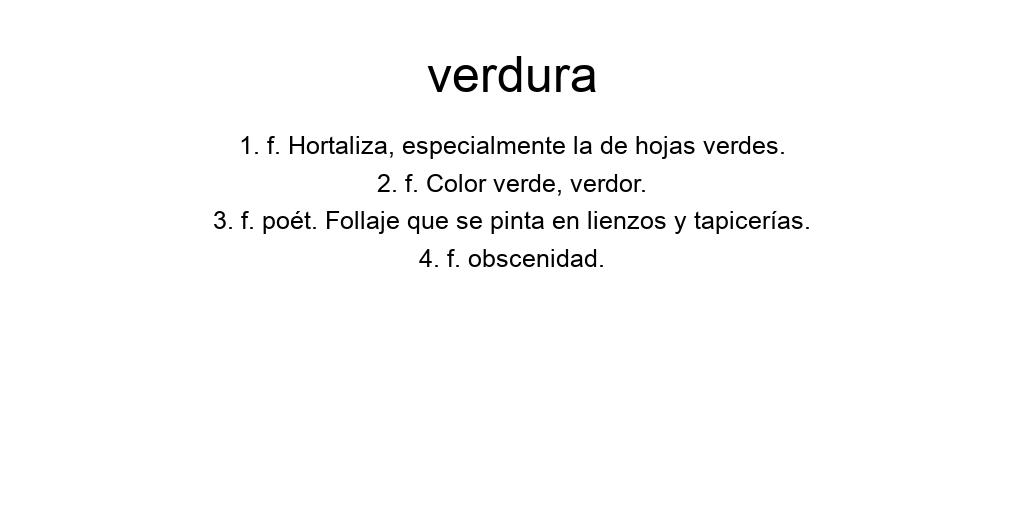 verdura
1. f. Hortaliza, especialmente la de hojas verdes.
2. f. Color verde, verdor.
3. f. poét. Follaje que se pinta en lienzos y tapicerías.
4. f. obscenidad.